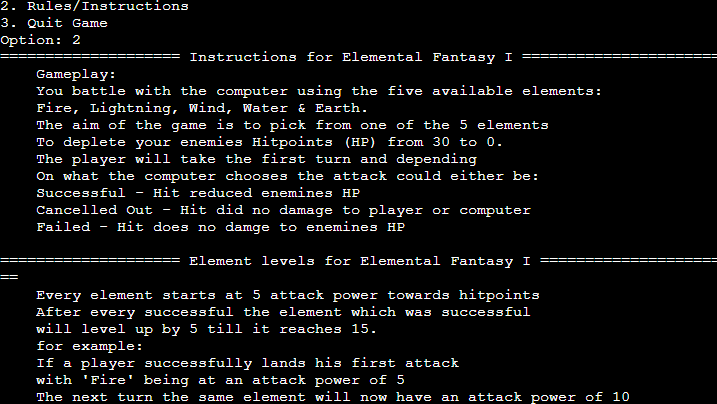 2. Rules/Instructions
3. Quit Game
Option: 2
==================== Instructions for Elemental Fantasy I ======================
Gameplay:
You battle with the computer using the five available elements:
Fire, Lightning, Wind, Water & Earth.
The aim of the game is to pick from one of the 5 elements
To deplete your enemies Hitpoints (HP) from 30 to 0.
The player will take the first turn and depending
On what the computer chooses the attack could either be:
Successful - Hit reduced enemines HP
Cancelled Out - Hit did no damage to player or computer
Failed - Hit does no damge to enemines HP
==================== Element levels for Elemental Fantasy I ====================
==
Every element starts at 5 attack power towards hitpoints
After every successful the element which was successful
will level up by 5 till it reaches 15.
for example:
If a player successfully lands his first attack
with 'Fire' being at an attack power of 5
The next turn the same element will now have an attack power of 10